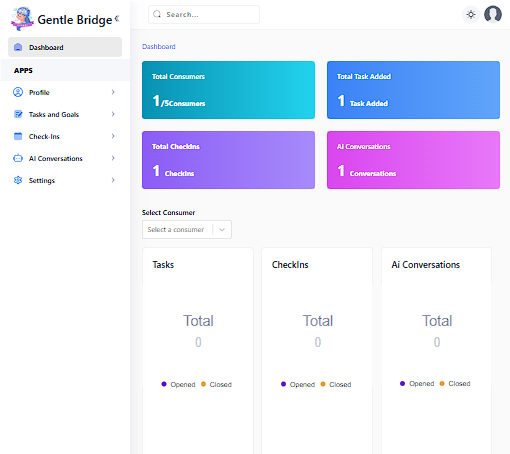 Gentle Bridge
Search...
Dashboard
APPS
Profile
Tasks and Goals
Check-Ins
Ai Conversations
Settings
Dashboard
Total Consumers
1/5Consumers
Total Task Added
1 Task Added
Total CheckIns
1 CheckIns
Ai Conversations
1 Conversations
Select Consumer
Select a consumer
Tasks
Total
0
Opened Closed
CheckIns
Total
0
Opened Closed
Ai Conversations
Total
0
Opened Closed